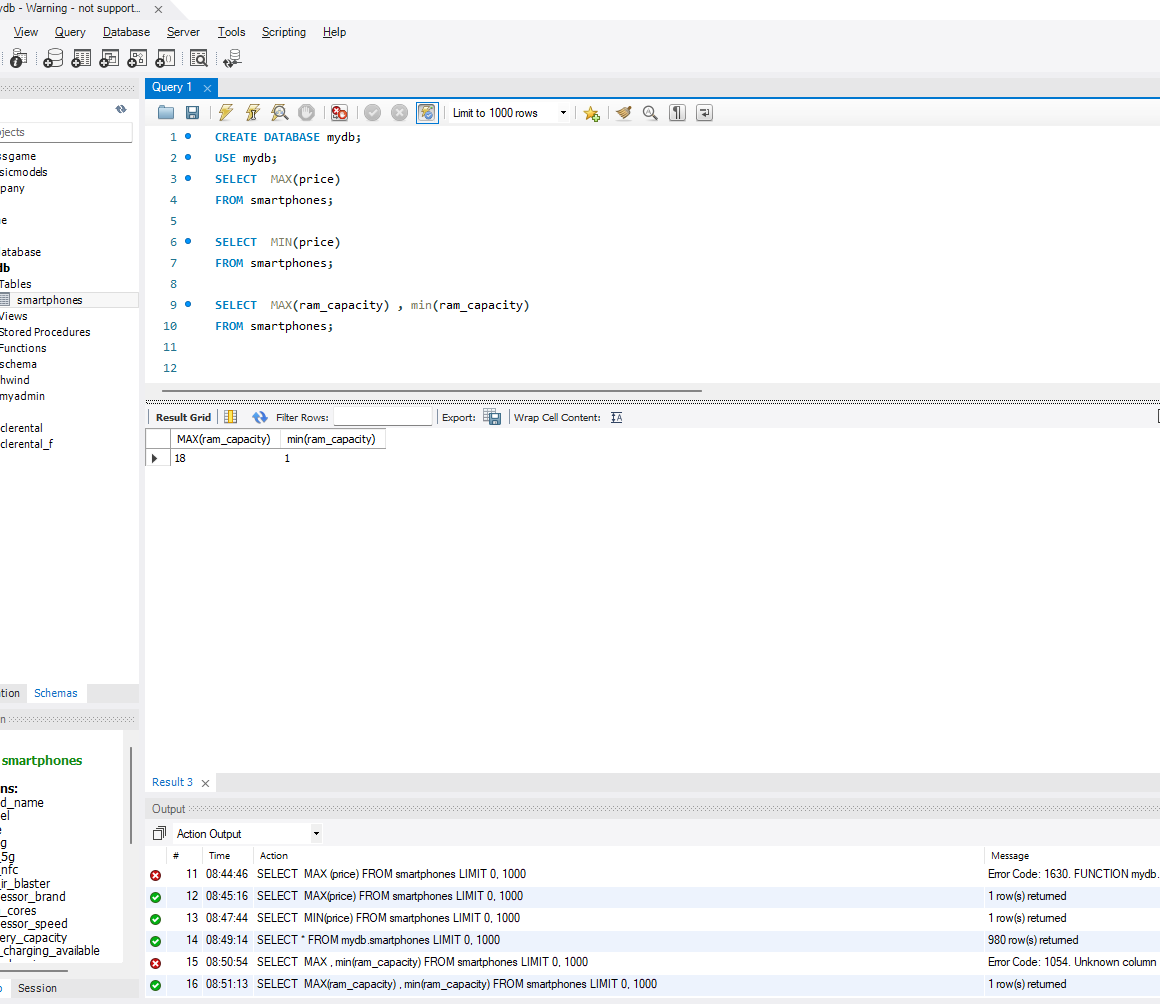 ydb - Warning - not support...
View Query Database Server Tools Scripting Help
Query 1
Limit to 1000 rows
jects
ssgame
sicmodels
pany
e
atabase
db
Tables
smartphones
Views
Stored Procedures
Functions
schema
hwind
myadmin
clerental
clerental_f
1 CREATE DATABASE mydb;
2 USE mydb;
3 SELECT MAX(price)
4 FROM smartphones;
5
6 SELECT MIN(price)
7 FROM smartphones;
8
9 SELECT MAX(ram_capacity) , min(ram_capacity)
10 FROM smartphones;
11
12
Result Grid Filter Rows: Export: Wrap Cell Content:
MAX(ram_capacity) min(ram_capacity)
18 1
tion Schemas
n
smartphones
ns:
d_name
el
e
g
_5g
_nfc
_ir_blaster
essor_brand
_cores
essor_speed
ery_capacity
_charging_available
Session
Result 3
Output
Action Output
# Time Action Message
11 08:44:46 SELECT MAX (price) FROM smartphones LIMIT 0, 1000 Error Code: 1630. FUNCTION mydb.
12 08:45:16 SELECT MAX(price) FROM smartphones LIMIT 0, 1000 1 row(s) returned
13 08:47:44 SELECT MIN(price) FROM smartphones LIMIT 0, 1000 1 row(s) returned
14 08:49:14 SELECT * FROM mydb.smartphones LIMIT 0, 1000 980 row(s) returned
15 08:50:54 SELECT MAX , min(ram_capacity) FROM smartphones LIMIT 0, 1000 Error Code: 1054. Unknown column
16 08:51:13 SELECT MAX(ram_capacity) , min(ram_capacity) FROM smartphones LIMIT 0, 1000 1 row(s) returned